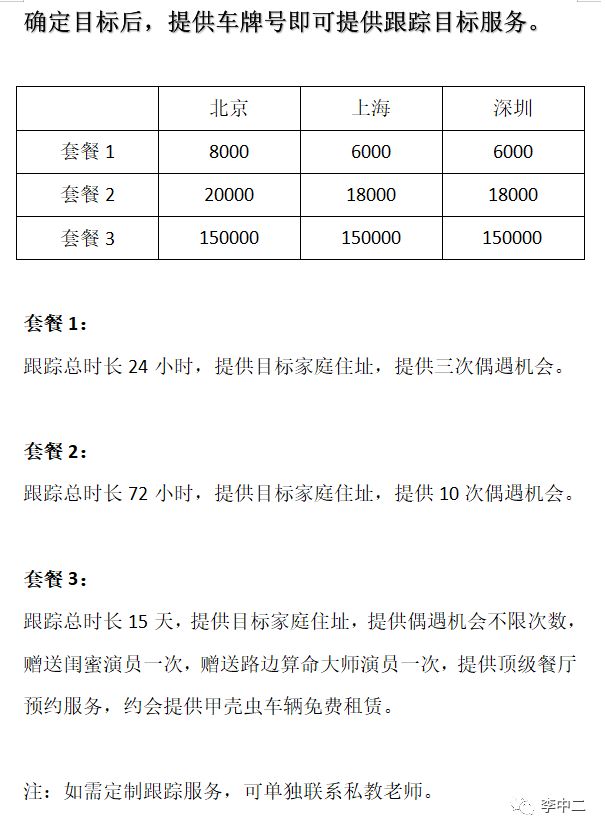 确定目标后，提供车牌号即可提供跟踪目标服务。
北京 上海 深圳
套餐 1 8000 6000 6000
套餐 2 20000 18000 18000
套餐 3 150000 150000 150000
套餐 1：
跟踪总时长 24 小时，提供目标家庭住址，提供三次偶遇机会。
套餐 2：
跟踪总时长 72 小时，提供目标家庭住址，提供 10 次偶遇机会。
套餐 3：
跟踪总时长 15 天，提供目标家庭住址，提供偶遇机会不限次数，
赠送闺蜜演员一次，赠送路边算命大师演员一次，提供顶级餐厅
预约服务，约会提供甲壳虫车辆免费租赁。
注：如需定制跟踪服务，可单独联系私教老师。
李中二